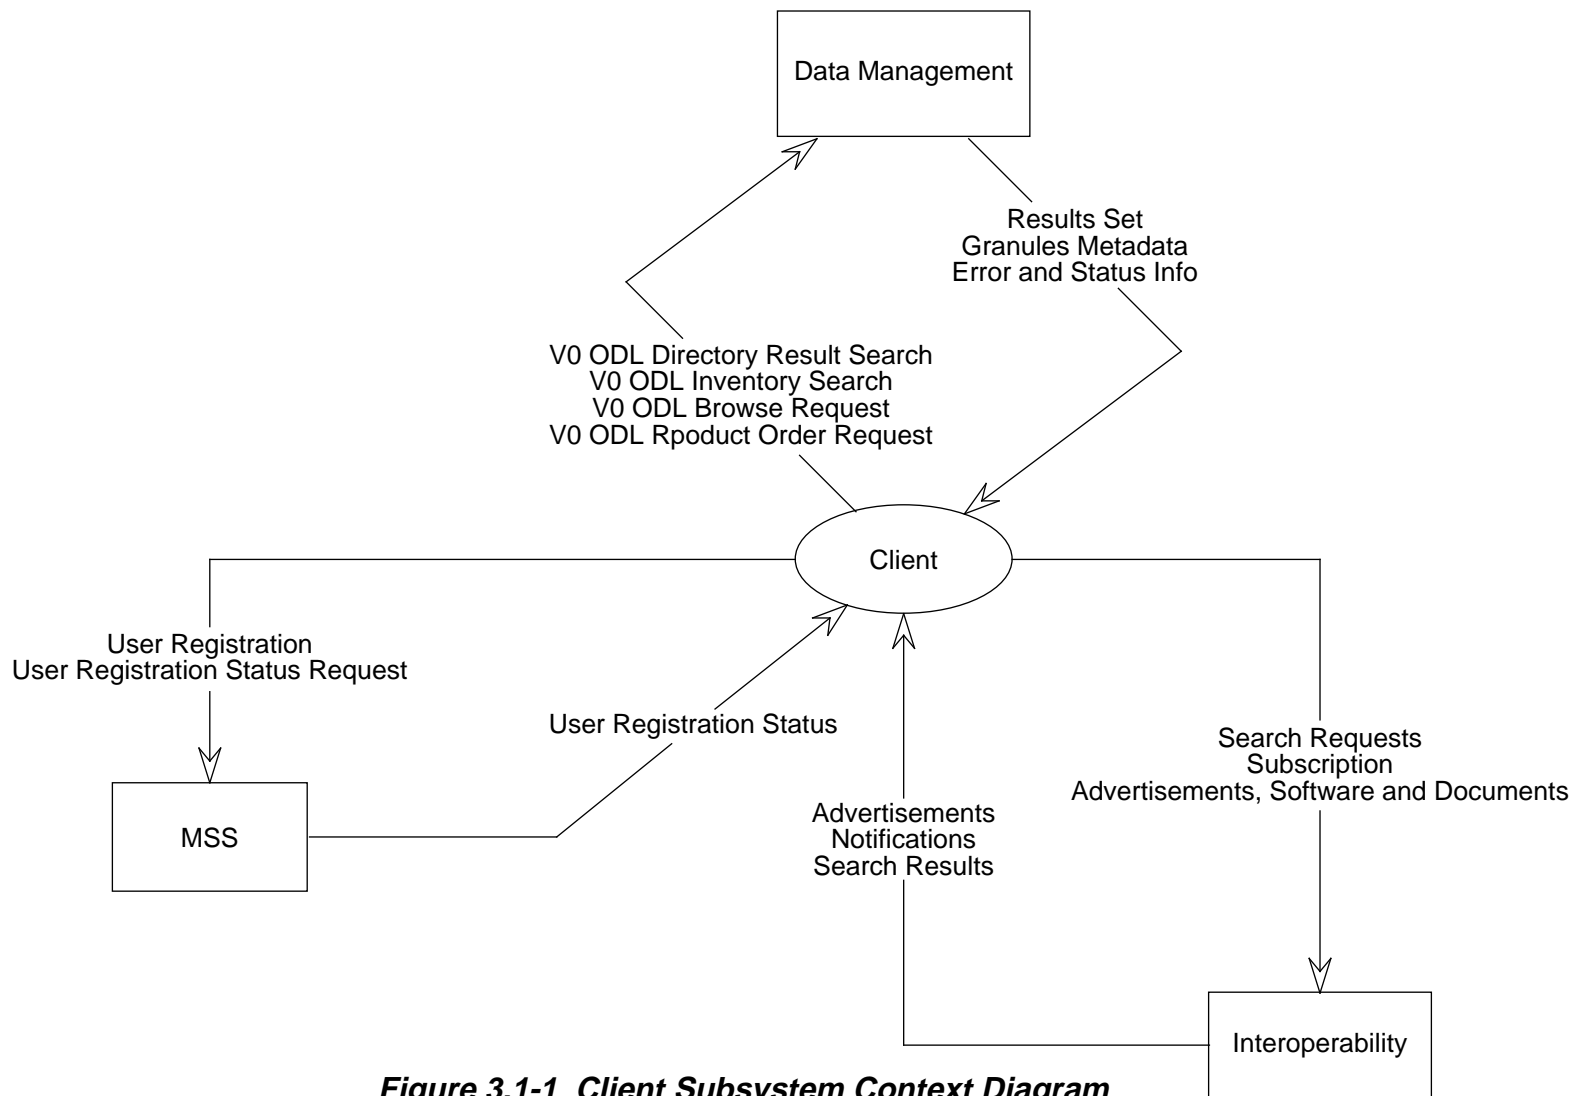 Data Management
Results Set
Granules Metadata
Error and Status Info
V0 ODL Directory Result Search
V0 ODL Inventory Search
V0 ODL Browse Request
V0 ODL Rpoduct Order Request
Client
User Registration
User Registration Status Request
User Registration Status
Search Requests
Subscription
Advertisements, Software and Documents
Advertisements
Notifications
Search Results
MSS
Interoperability
Figure 3.1-1  Client Subsystem Context Diagram